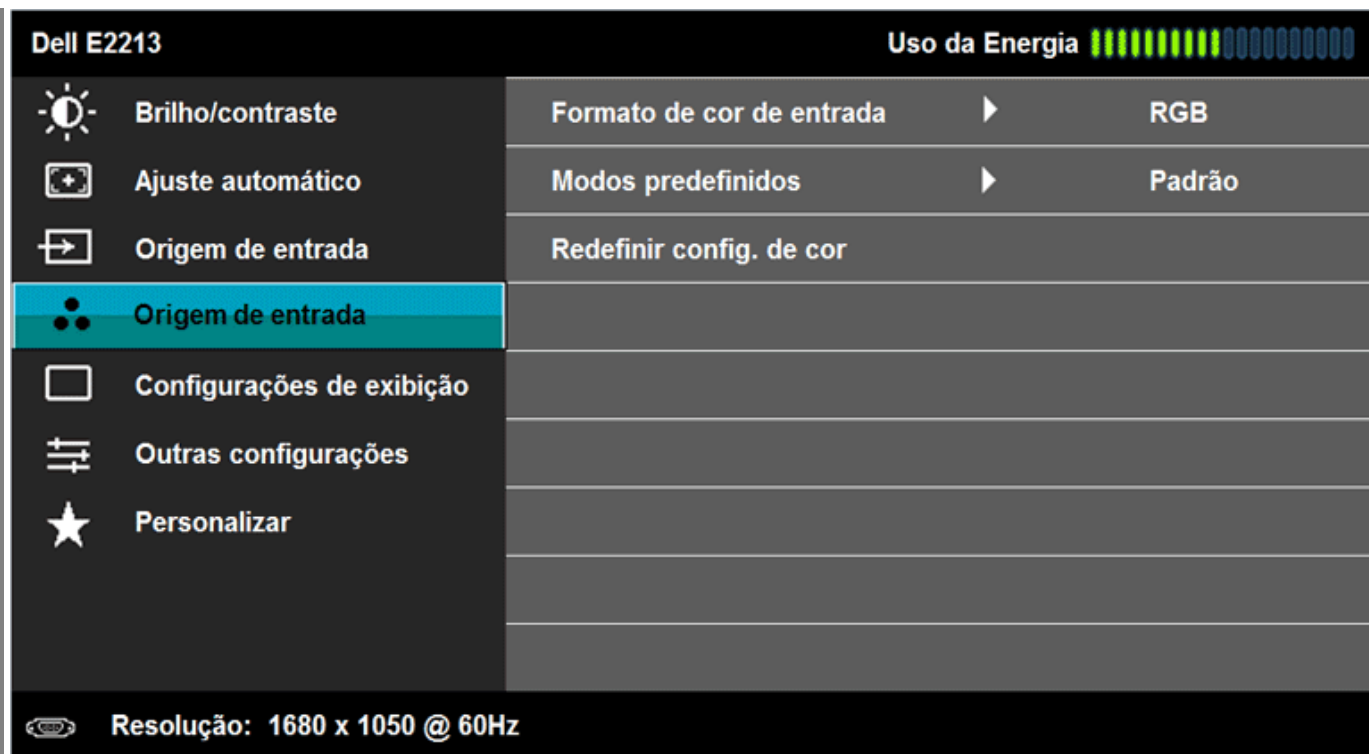 Dell E2213 Uso da Energia
Brilho/contraste Formato de cor de entrada RGB
Ajuste automático Modos predefinidos Padrão
Origem de entrada Redefinir config. de cor
Origem de entrada
Configurações de exibição
Outras configurações
Personalizar
Resolução: 1680 x 1050 @ 60Hz